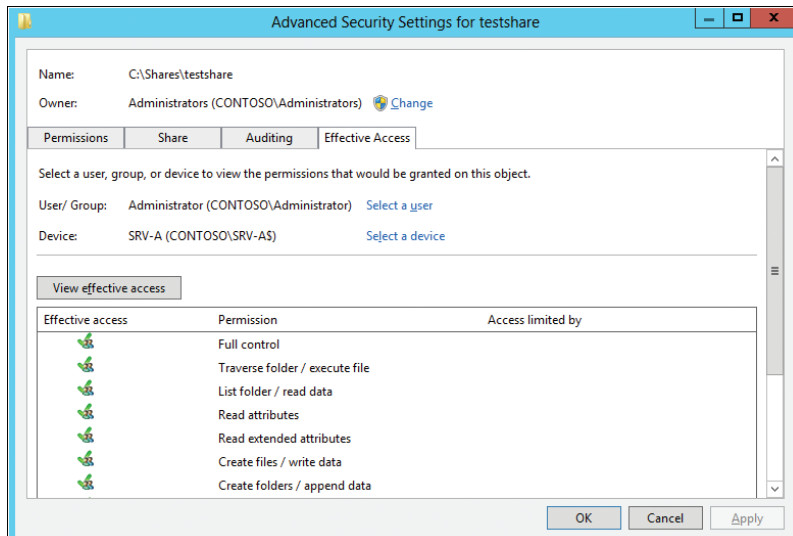 Advanced Security Settings for testshare
Name: C:\Shares\testshare
Owner: Administrators (CONTOSO\Administrators) Change
Permissions Share Auditing Effective Access
Select a user, group, or device to view the permissions that would be granted on this object.
User/ Group: Administrator (CONTOSO\Administrator) Select a user
Device: SRV-A (CONTOSO\SRV-A$) Select a device
View effective access
Effective access Permission Access limited by
Full control
Traverse folder / execute file
List folder / read data
Read attributes
Read extended attributes
Create files / write data
Create folders / append data
OK Cancel Apply